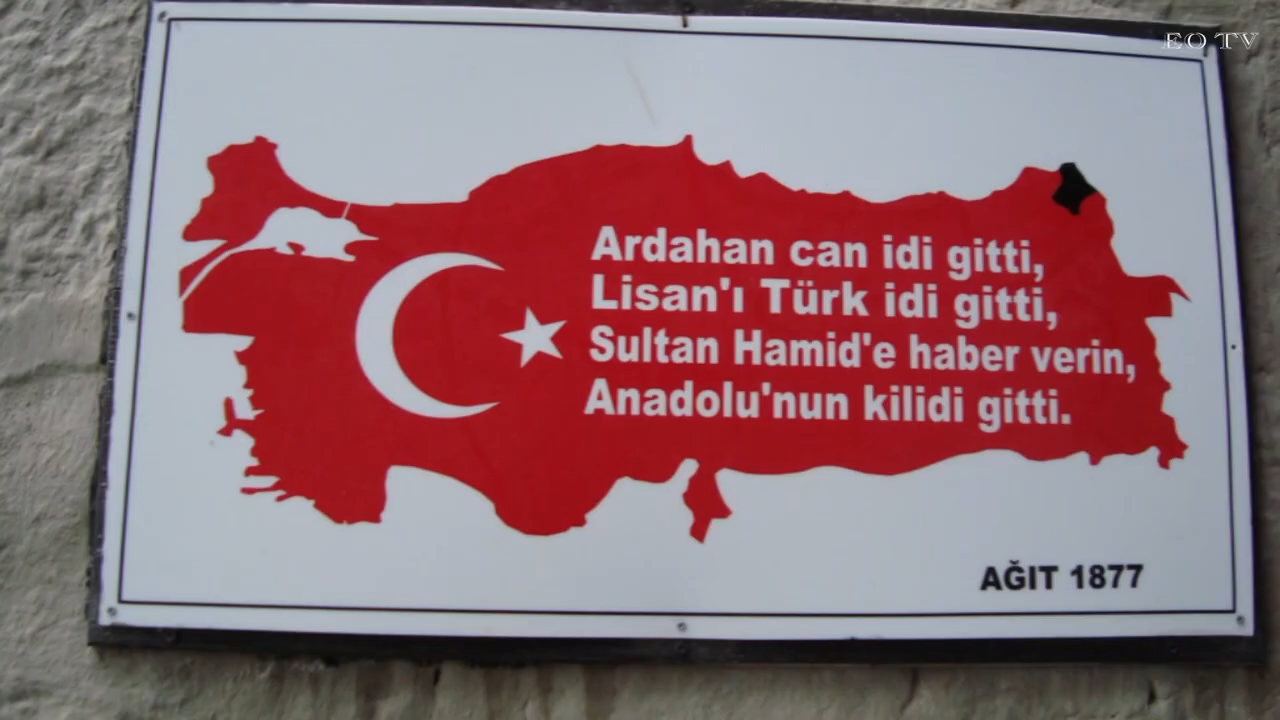 EO TV
Ardahan can idi gitti,
Lisan'ı Türk idi gitti,
Sultan Hamid'e haber verin,
Anadolu'nun kilidi gitti.
AĞIT 1877